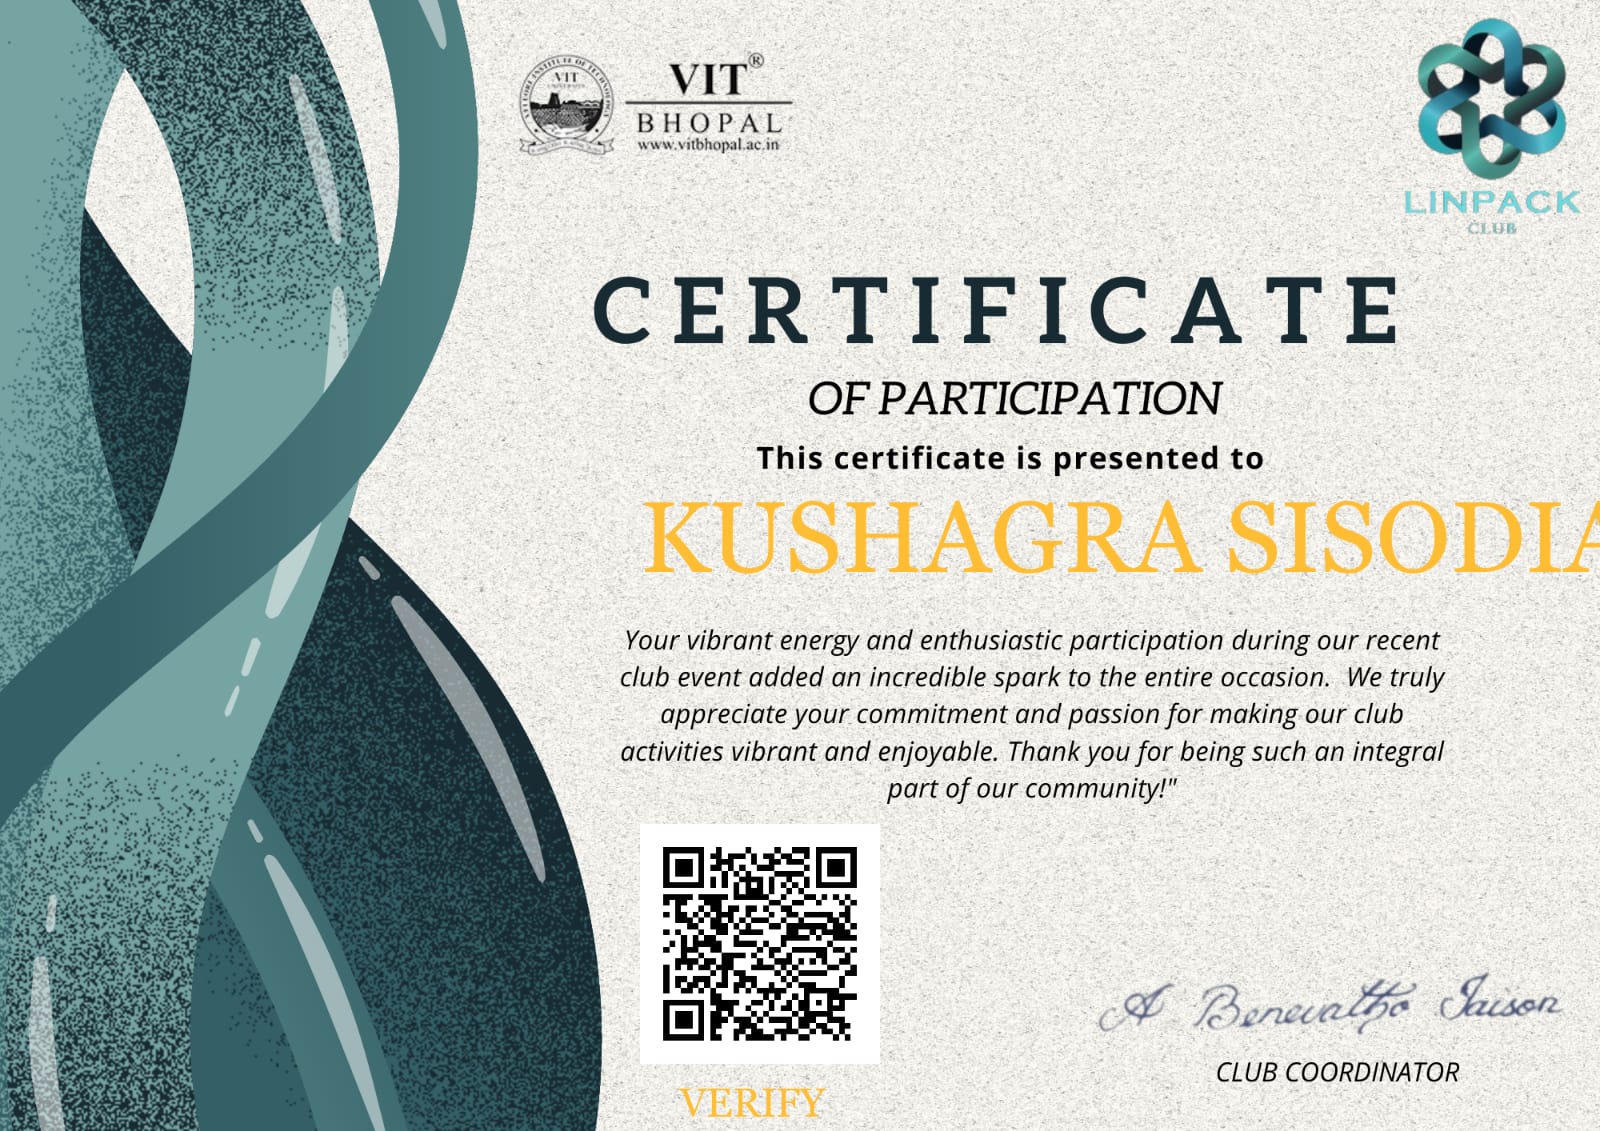 VIT
UNIVERSITY
VIT®
BHOPAL
www.vitbhopal.ac.in
LINPACK
CLUB
CERTIFICATE
OF PARTICIPATION
This certificate is presented to
KUSHAGRA SISODIA
Your vibrant energy and enthusiastic participation during our recent
club event added an incredible spark to the entire occasion.  We truly
appreciate your commitment and passion for making our club
activities vibrant and enjoyable. Thank you for being such an integral
part of our community!"
A Benevatho Jaison
CLUB COORDINATOR
VERIFY